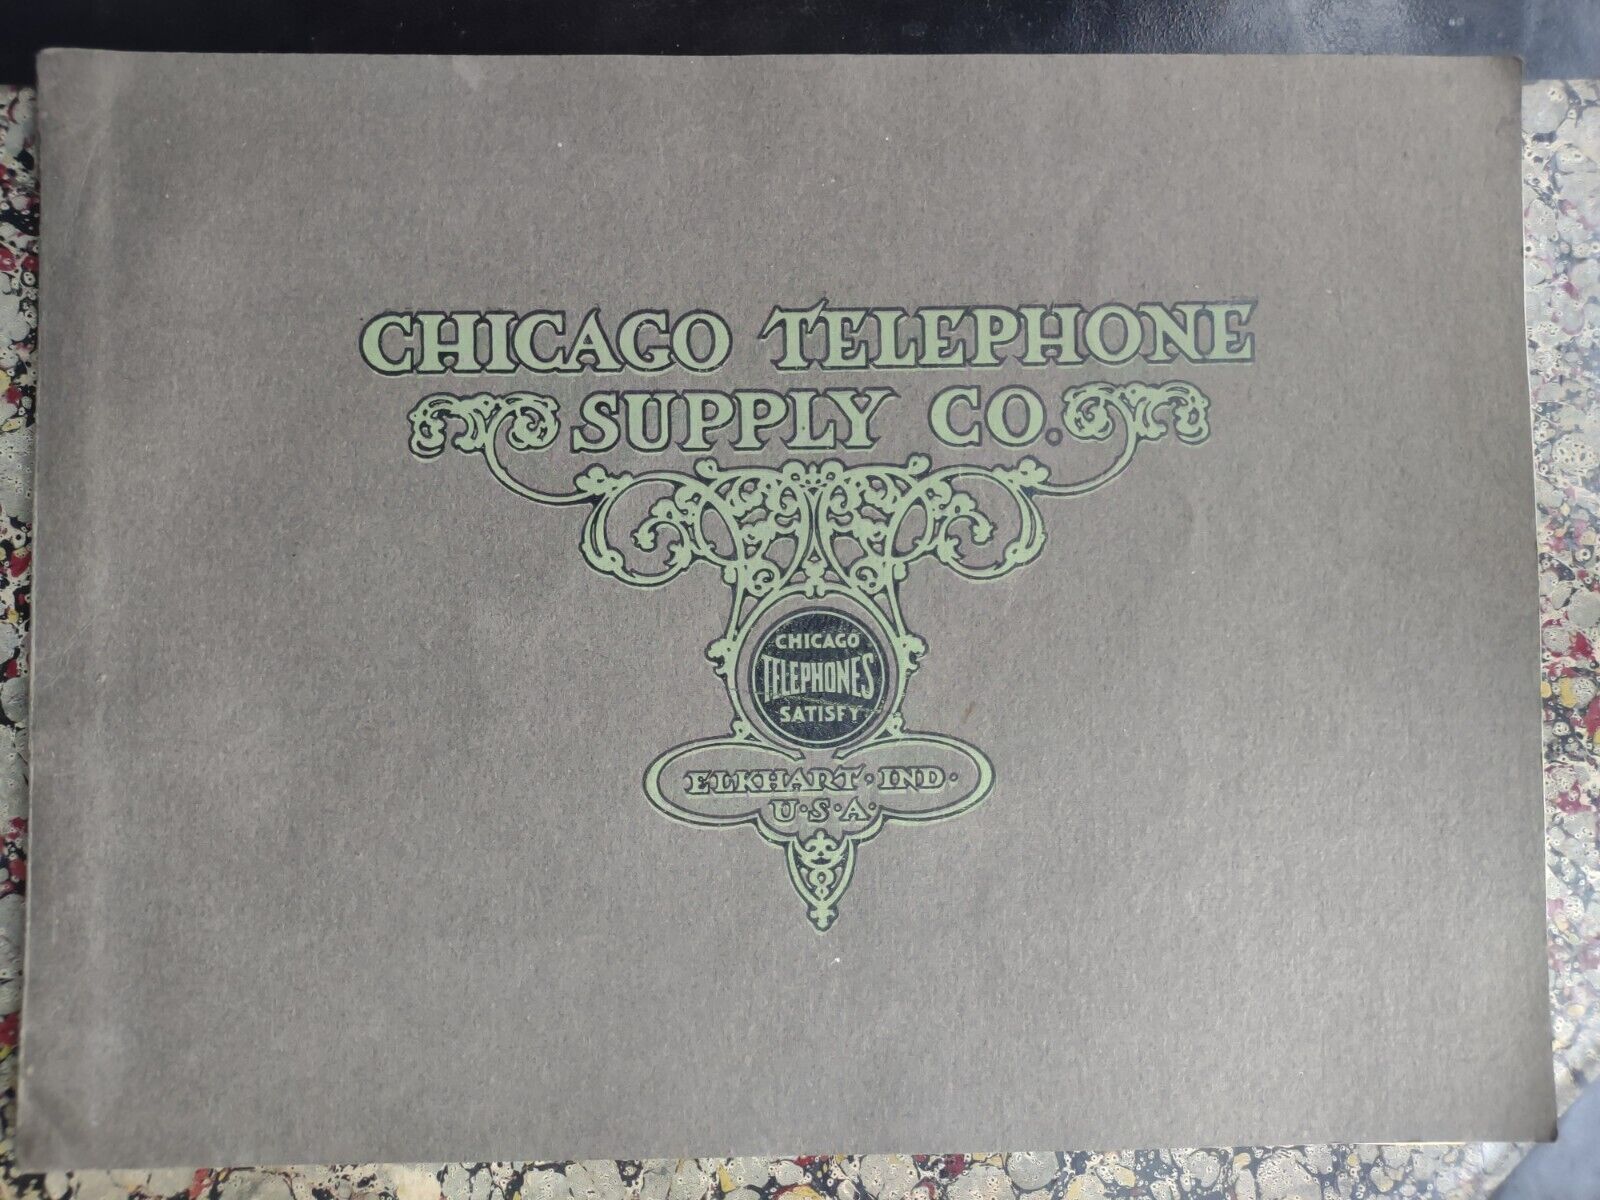 CHICAGO TELEPHONE
SUPPLY CO.
CHICAGO
TELEPHONES
SATISFY
ELKHART·IND·
U·S·A·